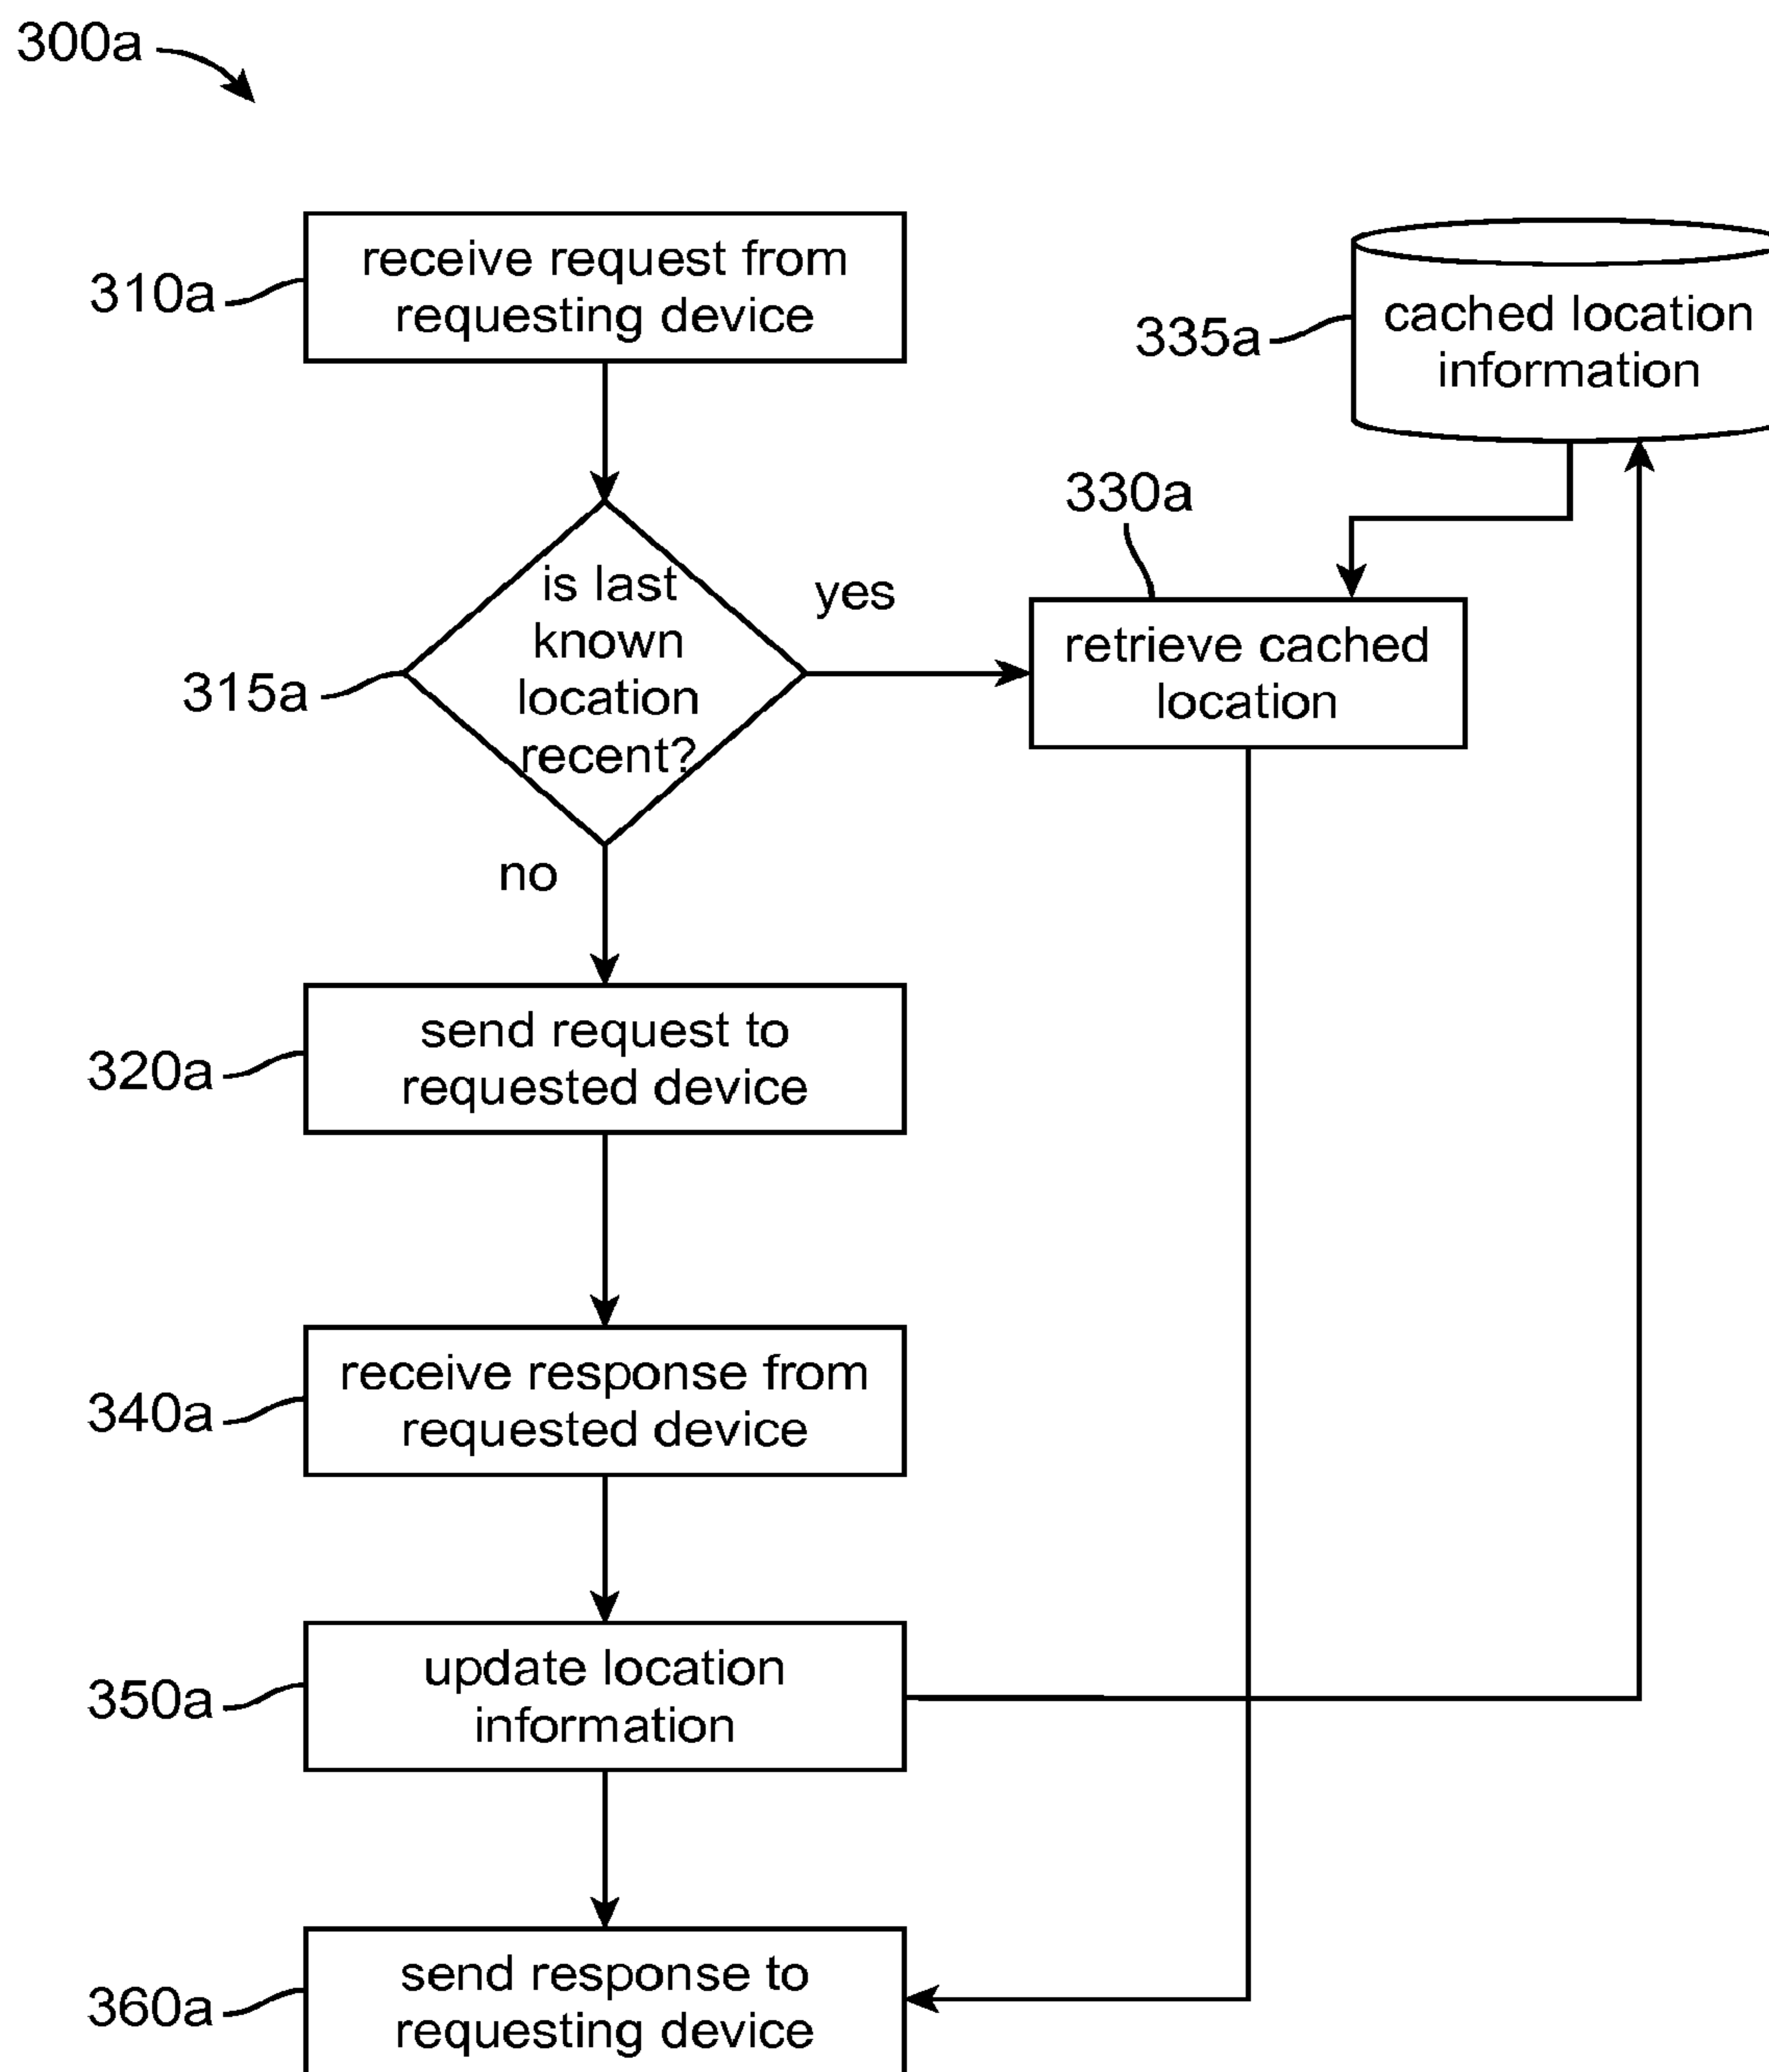 300a
310a
receive request from
requesting device
335a
cached location
information
330a
315a
is last
known
location
recent?
yes
retrieve cached
location
no
320a
send request to
requested device
340a
receive response from
requested device
350a
update location
information
360a
send response to
requesting device